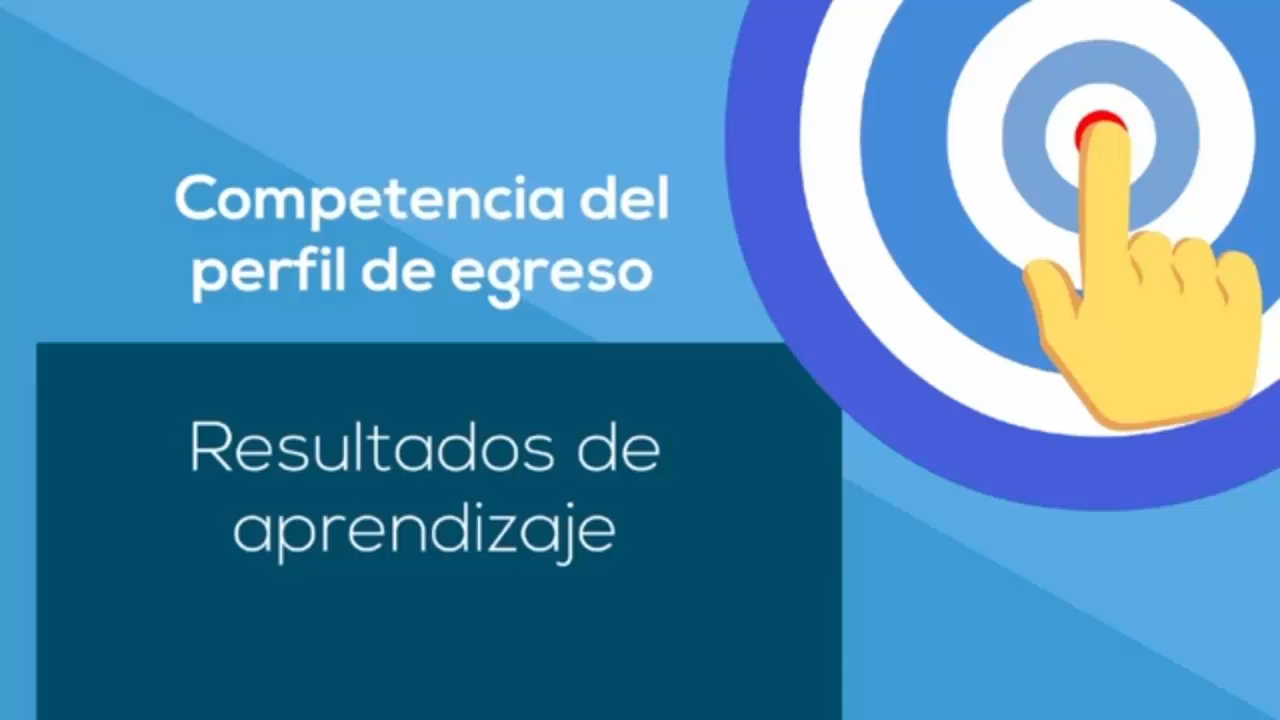 Competencia del
perfil de egreso
Resultados de
aprendizaje